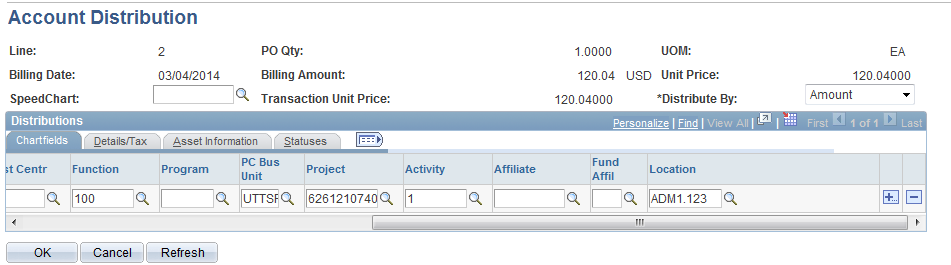 Account Distribution
Line: 2 PO Qty: 1.0000 UOM: EA
Billing Date: 03/04/2014 Billing Amount: 120.04 USD Unit Price: 120.04000
SpeedChart: Transaction Unit Price: 120.04000 *Distribute By: Amount
Distributions Personalize | Find | View All | | First 1 of 1 Last
Chartfields Details/Tax Asset Information Statuses
st Centr Function Program PC Bus Unit Project Activity Affiliate Fund Affil Location
100 UTTSF 6261210740 1 ADM1.123
OK Cancel Refresh